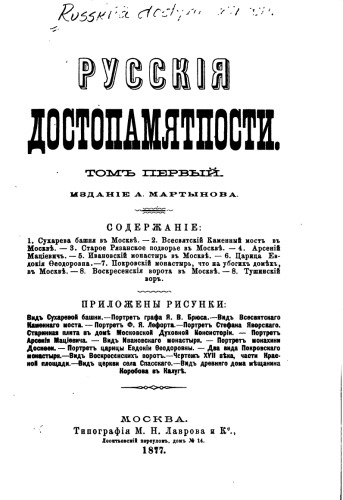 Russkiia
РУССКІЯ
ДОСТОПАМЯТНОСТИ.
ТОМЪ ПЕРВЫЙ.
ИЗДАНІЕ А. МАРТЫНОВА.
СОДЕРЖАНІЕ:
1. Сухарева башня въ Москвѣ. — 2. Всесвятскій Каменный мостъ въ
Москвѣ. — 3. Старое Рязанское подворье въ Москвѣ. — 4. Арсеній
Маціевичъ. — 5. Ивановскій монастырь въ Москвѣ. — 6. Царица Ев-
докія Ѳеодоровна. — 7. Покровскій монастырь, что на убогихъ домѣхъ,
въ Москвѣ. — 8. Воскресенскія ворота въ Москвѣ. — 8. Тушинскій
воръ.
ПРИЛОЖЕНЫ РИСУНКИ:
Видъ Сухаревой башни. — Портретъ графа Я. В. Брюса. — Видъ Всесвятскаго
Каменнаго моста. — Портретъ Ф. Я. Лефорта. — Портретъ Стефана Яворскаго.
Старинная плита въ домѣ Московской Духовной Консисторіи. — Портретъ
Арсенія Маціевича. — Видъ Ивановскаго монастыря. — Портретъ монахини
Досиѳеи. — Портретъ царицы Евдокіи Ѳеодоровны. — Два вида Покровскаго
монастыря. — Видъ Воскресенскихъ воротъ. — Чертежъ XVII вѣка, части Крас-
ной площади. — Видъ церкви села Спасскаго. — Видъ древняго дома мѣщанина
Коробова въ Калугѣ.
МОСКВА.
Типографія М. Н. Лаврова и Ко.,
Леонтьевскій переулокъ, домъ № 14.
1877.